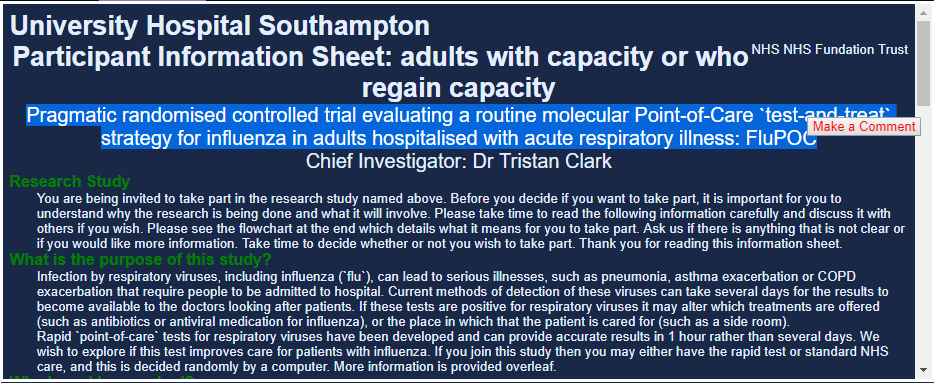 University Hospital Southampton
NHS NHS Fundation Trust
Participant Information Sheet: adults with capacity or who
regain capacity
Pragmatic randomised controlled trial evaluating a routine molecular Point-of-Care `test-and-treat`
strategy for influenza in adults hospitalised with acute respiratory illness: FluPOC
Make a Comment
Chief Investigator: Dr Tristan Clark
Research Study
You are being invited to take part in the research study named above. Before you decide if you want to take part, it is important for you to
understand why the research is being done and what it will involve. Please take time to read the following information carefully and discuss it with
others if you wish. Please see the flowchart at the end which details what it means for you to take part. Ask us if there is anything that is not clear or
if you would like more information. Take time to decide whether or not you wish to take part. Thank you for reading this information sheet.
What is the purpose of this study?
Infection by respiratory viruses, including influenza (`flu`), can lead to serious illnesses, such as pneumonia, asthma exacerbation or COPD
exacerbation that require people to be admitted to hospital. Current methods of detection of these viruses can take several days for the results to
become available to the doctors looking after patients. If these tests are positive for respiratory viruses it may alter which treatments are offered
(such as antibiotics or antiviral medication for influenza), or the place in which that the patient is cared for (such as a side room).
Rapid `point-of-care` tests for respiratory viruses have been developed and can provide accurate results in 1 hour rather than several days. We
wish to explore if this test improves care for patients with influenza. If you join this study then you may either have the rapid test or standard NHS
care, and this is decided randomly by a computer. More information is provided overleaf.